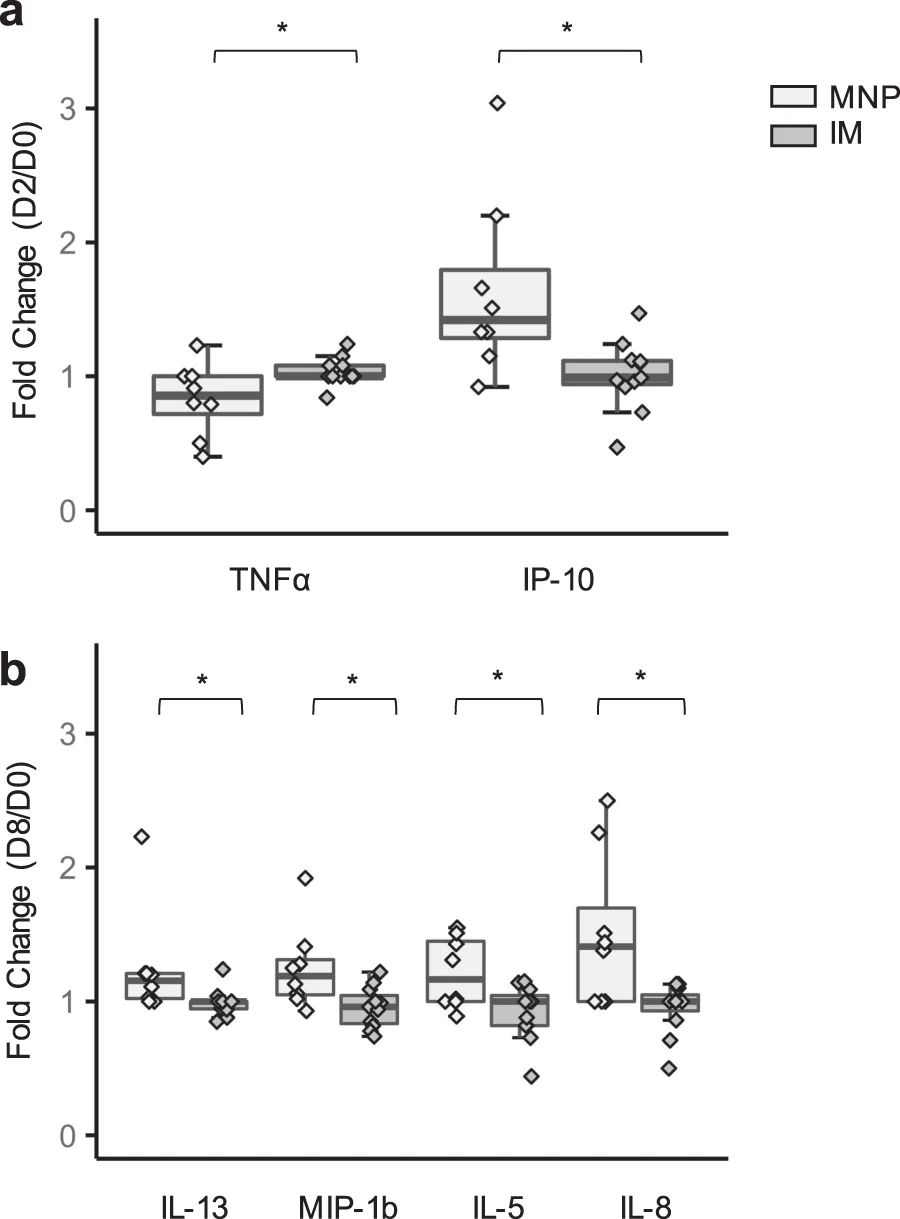 a
* *
MNP
IM
Fold Change (D2/D0)
3
2
1
0
TNFα IP-10
b
* * * *
Fold Change (D8/D0)
3
2
1
0
IL-13 MIP-1b IL-5 IL-8